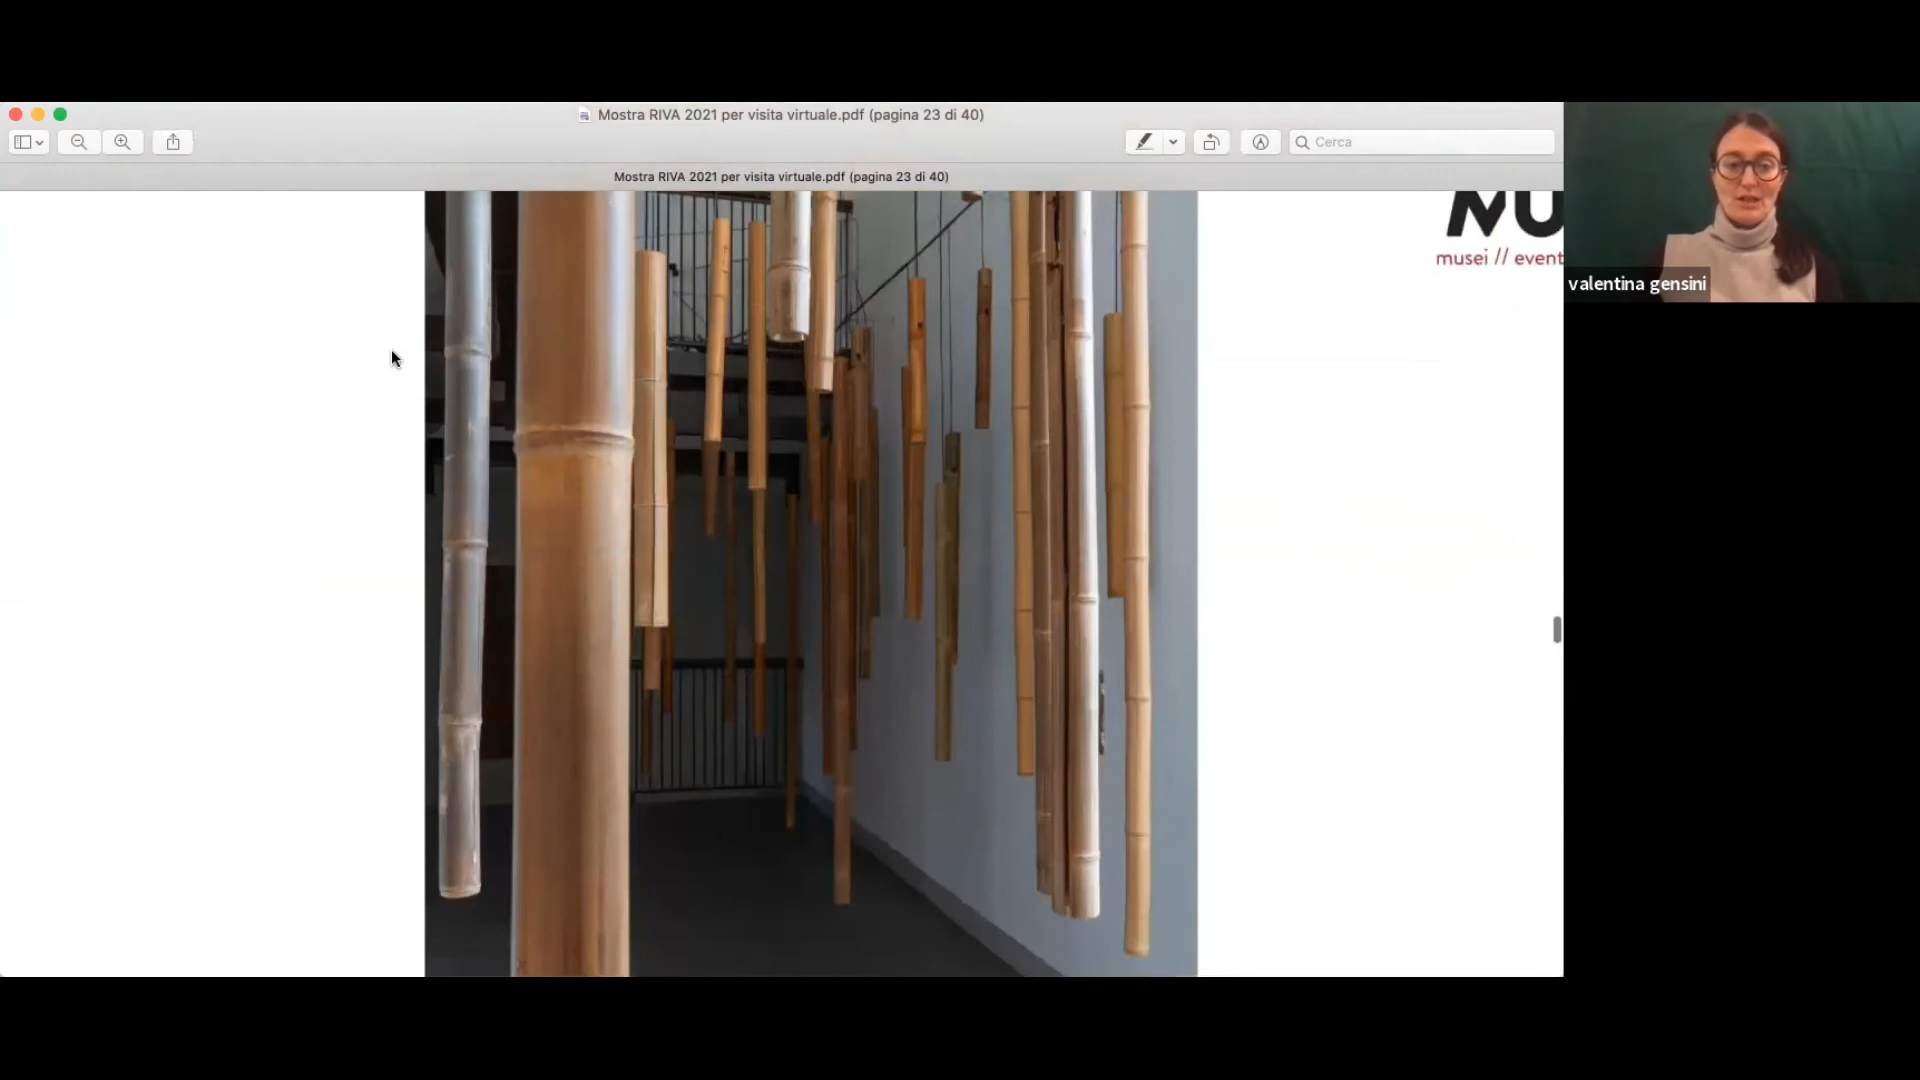 Mostra RIVA 2021 per visita virtuale.pdf (pagina 23 di 40)
Cerca
Mostra RIVA 2021 per visita virtuale.pdf (pagina 23 di 40)
MU
musei // event
valentina gensini